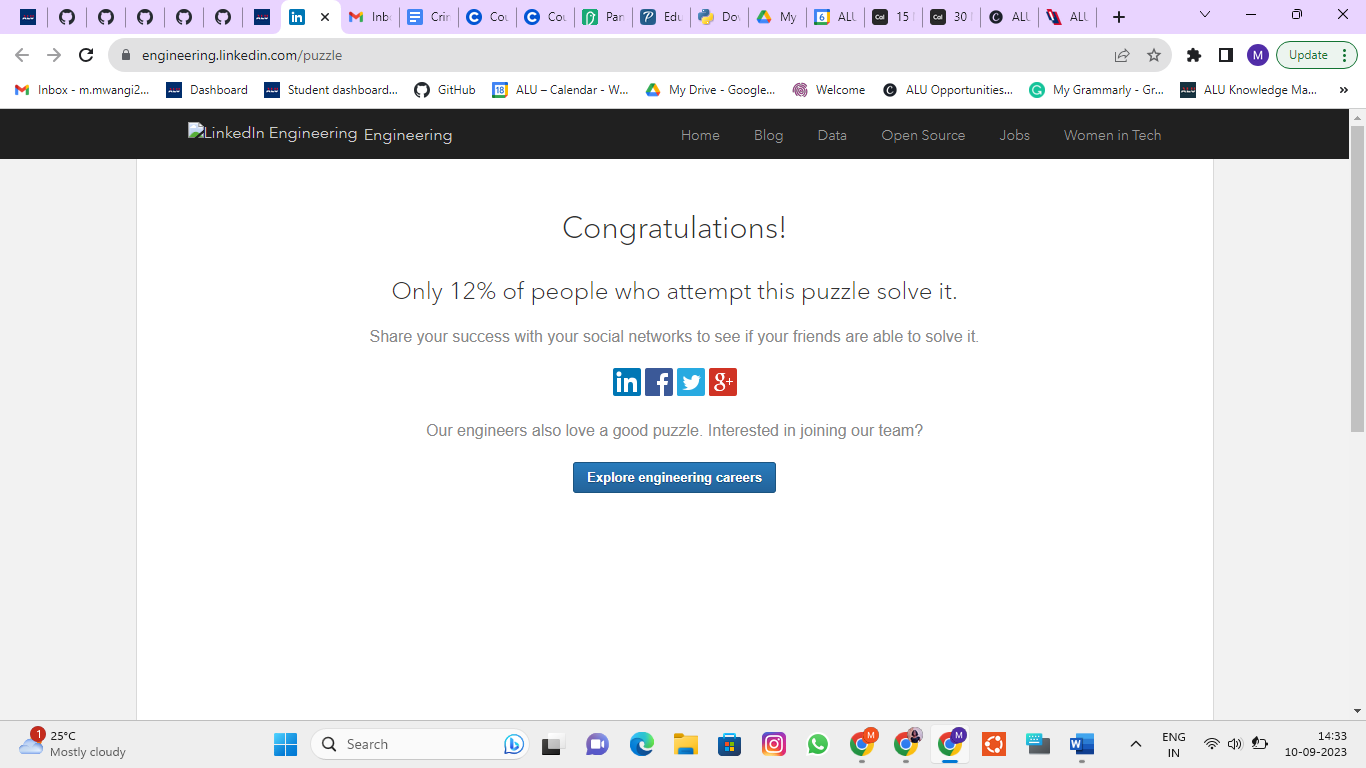 Inb
Crin
Cou
Cou
Par
Edu
Dov
My
ALU
15
30
ALU
ALU
engineering.linkedin.com/puzzle
M
Update
Inbox - m.mwangi2...
Dashboard
Student dashboard...
GitHub
ALU – Calendar - W...
My Drive - Google...
Welcome
ALU Opportunities...
My Grammarly - Gr...
ALU Knowledge Ma...
»
LinkedIn Engineering Engineering
Home
Blog
Data
Open Source
Jobs
Women in Tech
Congratulations!
Only 12% of people who attempt this puzzle solve it.
Share your success with your social networks to see if your friends are able to solve it.
Our engineers also love a good puzzle. Interested in joining our team?
Explore engineering careers
1
25°C
Mostly cloudy
Search
ENG
IN
14:33
10-09-2023